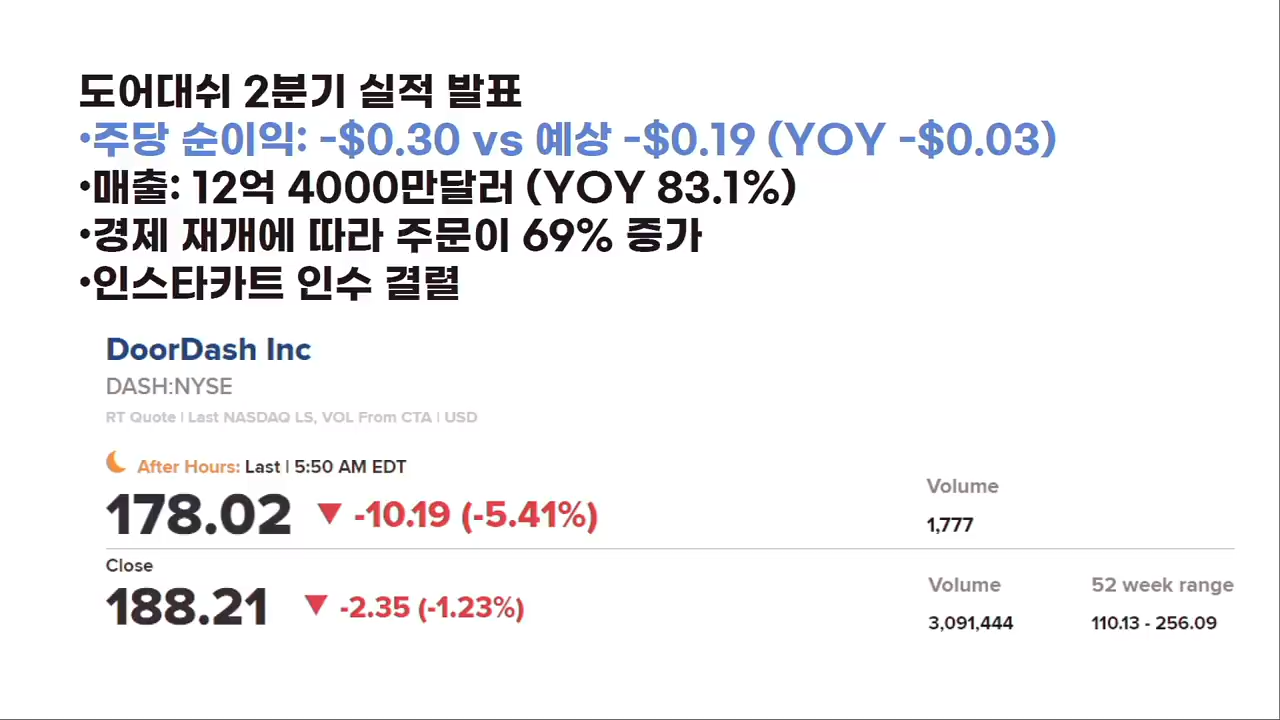 도어대쉬 2분기 실적 발표
•주당 순이익: -$0.30 vs 예상 -$0.19 (YOY -$0.03)
•매출: 12억 4000만달러 (YOY 83.1%)
•경제 재개에 따라 주문이 69% 증가
•인스타카트 인수 결렬
DoorDash Inc
DASH:NYSE
RT Quote | Last NASDAQ LS, VOL From CTA | USD
After Hours: Last | 5:50 AM EDT
178.02 ▼ -10.19 (-5.41%)
Volume
1,777
Close
188.21 ▼ -2.35 (-1.23%)
Volume 52 week range
3,091,444 110.13 - 256.09